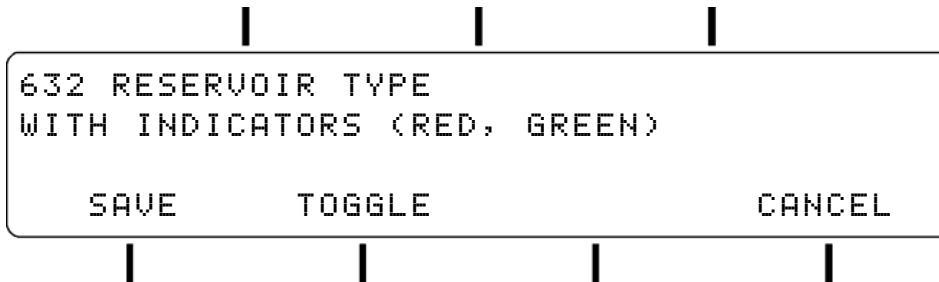 632 RESERVOIR TYPE
WITH INDICATORS (RED, GREEN)
SAVE TOGGLE CANCEL